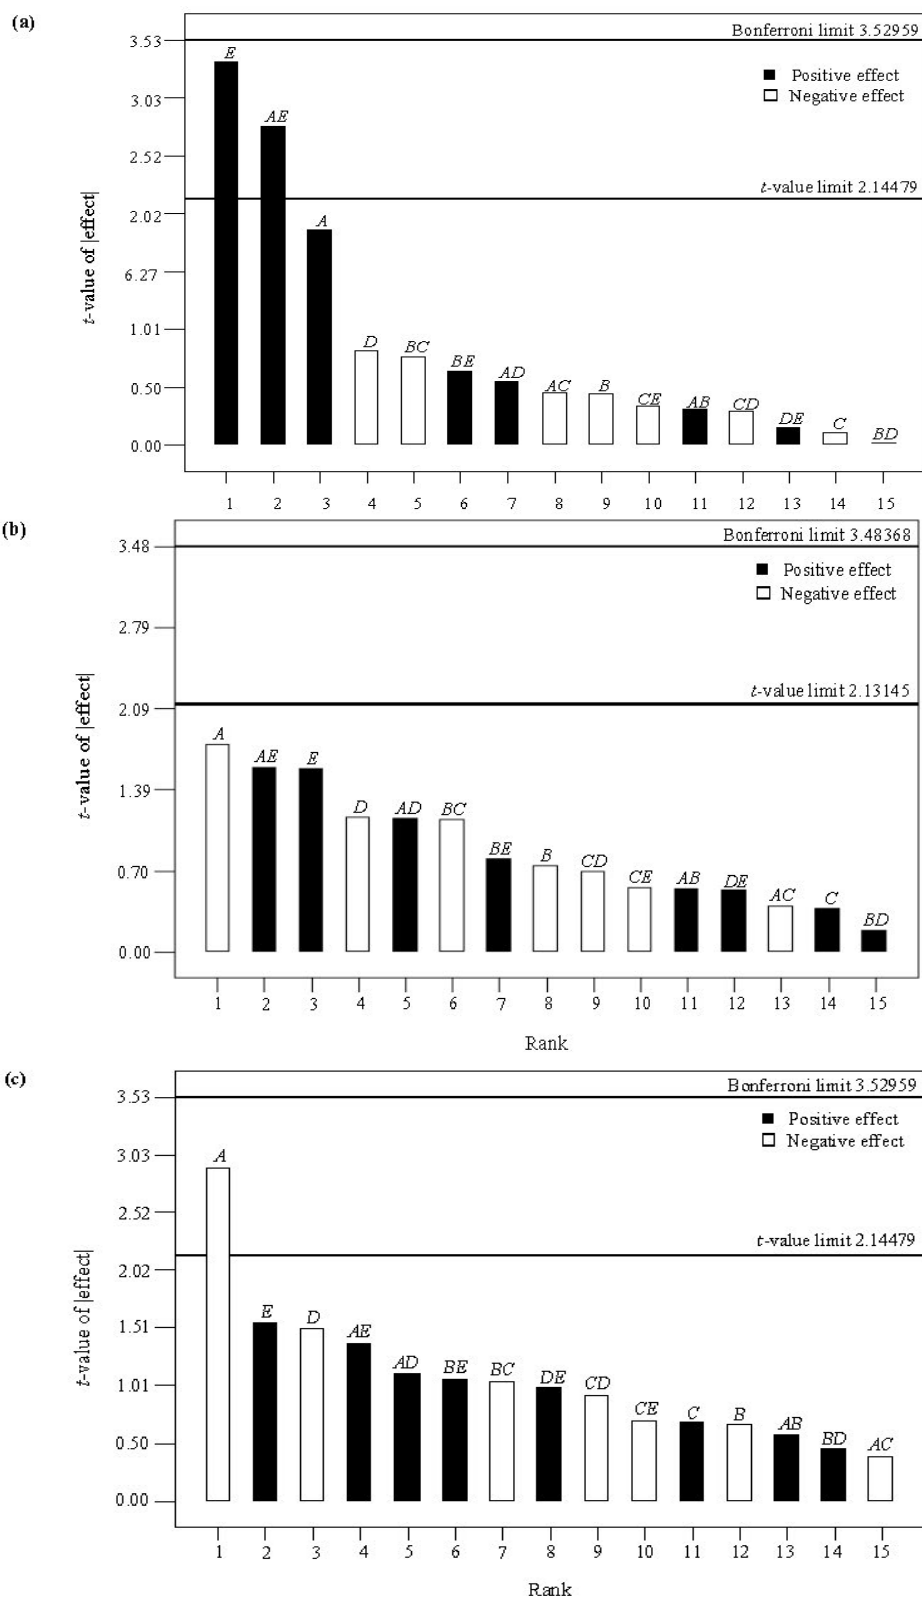 (a)
Bonferroni limit 3.52959
3.53
E
Positive effect
Negative effect
3.03
AE
2.52
t-value limit 2.14479
2.02
A
t-value of |effect|
6.27
1.01
D
BC
BE
AD
0.50
AC
B
CE
AB
CD
DE
C
BD
0.00
1 2 3 4 5 6 7 8 9 10 11 12 13 14 15
(b)
Bonferroni limit 3.48368
3.48
Positive effect
Negative effect
2.79
t-value limit 2.13145
2.09
t-value of |effect|
A
AE
E
1.39
D
AD
BC
BE
B
CD
0.70
CE
AB
DE
AC
C
BD
0.00
1 2 3 4 5 6 7 8 9 10 11 12 13 14 15
Rank
(c)
Bonferroni limit 3.52959
3.53
Positive effect
Negative effect
3.03
A
2.52
t-value limit 2.14479
2.02
t-value of |effect|
E
D
1.51
AE
AD
BE
BC
DE
CD
1.01
CE
C
B
AB
BD
AC
0.50
0.00
1 2 3 4 5 6 7 8 9 10 11 12 13 14 15
Rank